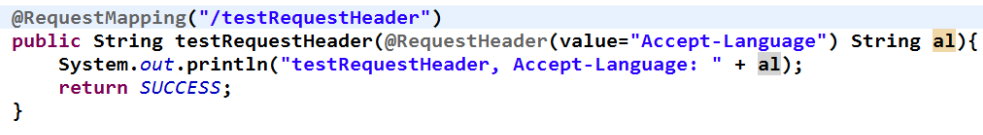 @RequestMapping("/testRequestHeader")
public String testRequestHeader(@RequestHeader(value="Accept-Language") String al){
    System.out.println("testRequestHeader, Accept-Language: " + al);
    return SUCCESS;
}